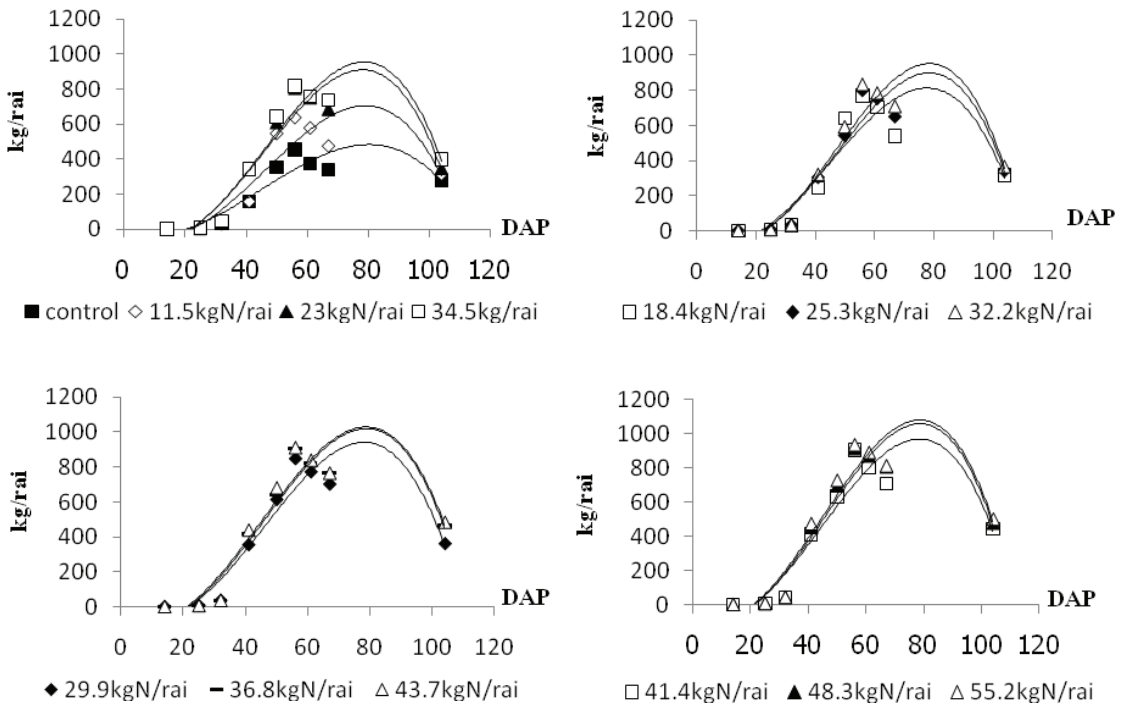 1200
1000
800
600
400
200
0
kg/rai
DAP
0 20 40 60 80 100 120
control 11.5kgN/rai 23kgN/rai 34.5kg/rai
1200
1000
800
600
400
200
0
kg/rai
DAP
0 20 40 60 80 100 120
18.4kgN/rai 25.3kgN/rai 32.2kgN/rai
1200
1000
800
600
400
200
0
kg/rai
DAP
0 20 40 60 80 100 120
29.9kgN/rai 36.8kgN/rai 43.7kgN/rai
1200
1000
800
600
400
200
0
kg/rai
DAP
0 20 40 60 80 100 120
41.4kgN/rai 48.3kgN/rai 55.2kgN/rai